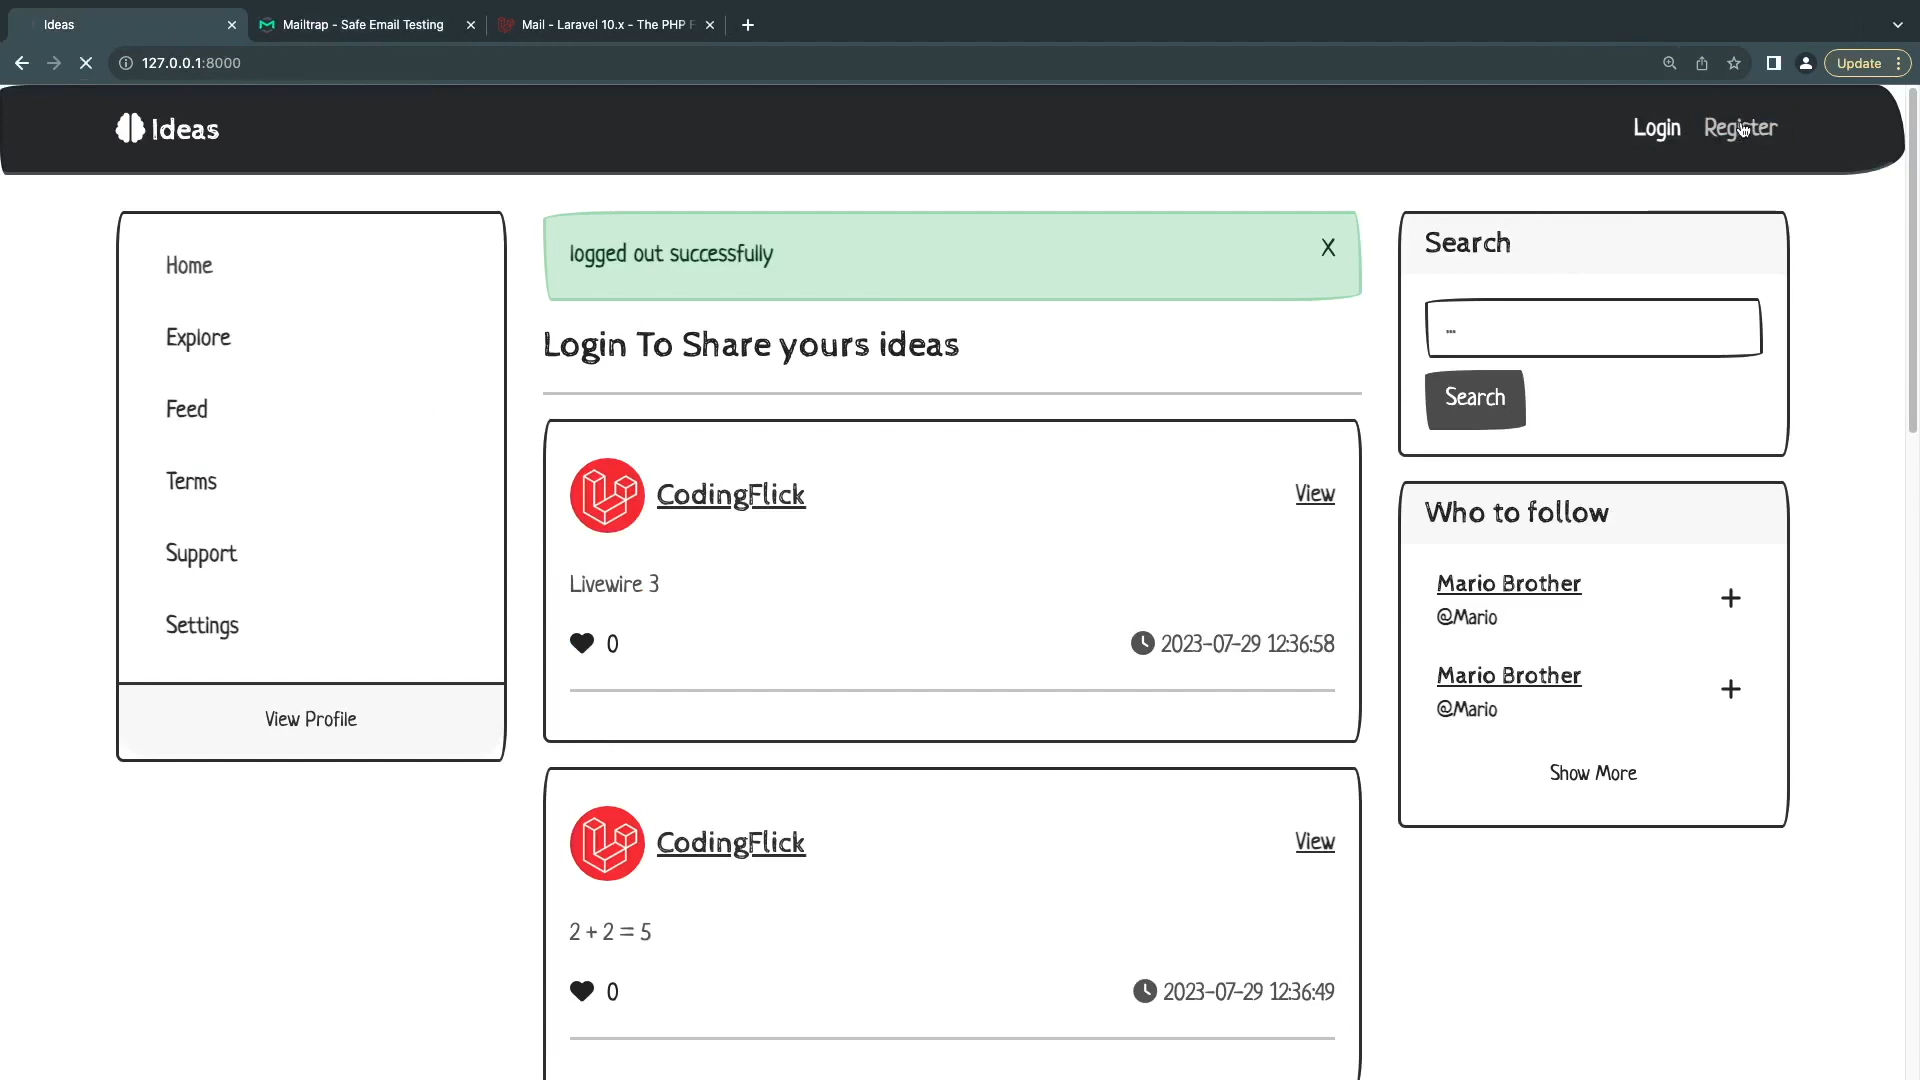 Ideas
Mailtrap - Safe Email Testing
Mail - Laravel 10.x - The PHP F
127.0.0.1:8000
Update
Ideas
Login
Register
Home
Explore
Feed
Terms
Support
Settings
View Profile
logged out successfully
X
Login To Share yours ideas
CodingFlick
View
Livewire 3
0
2023-07-29 12:36:58
CodingFlick
View
2 + 2 = 5
0
2023-07-29 12:36:49
Search
...
Search
Who to follow
Mario Brother
@Mario
Mario Brother
@Mario
Show More